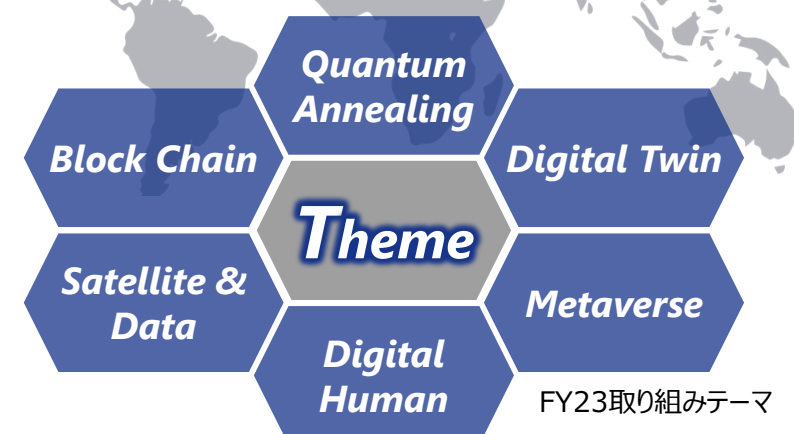 Quantum
Annealing
Block Chain
Digital Twin
Theme
Satellite &
Data
Metaverse
Digital
Human
FY23取り組みテーマ